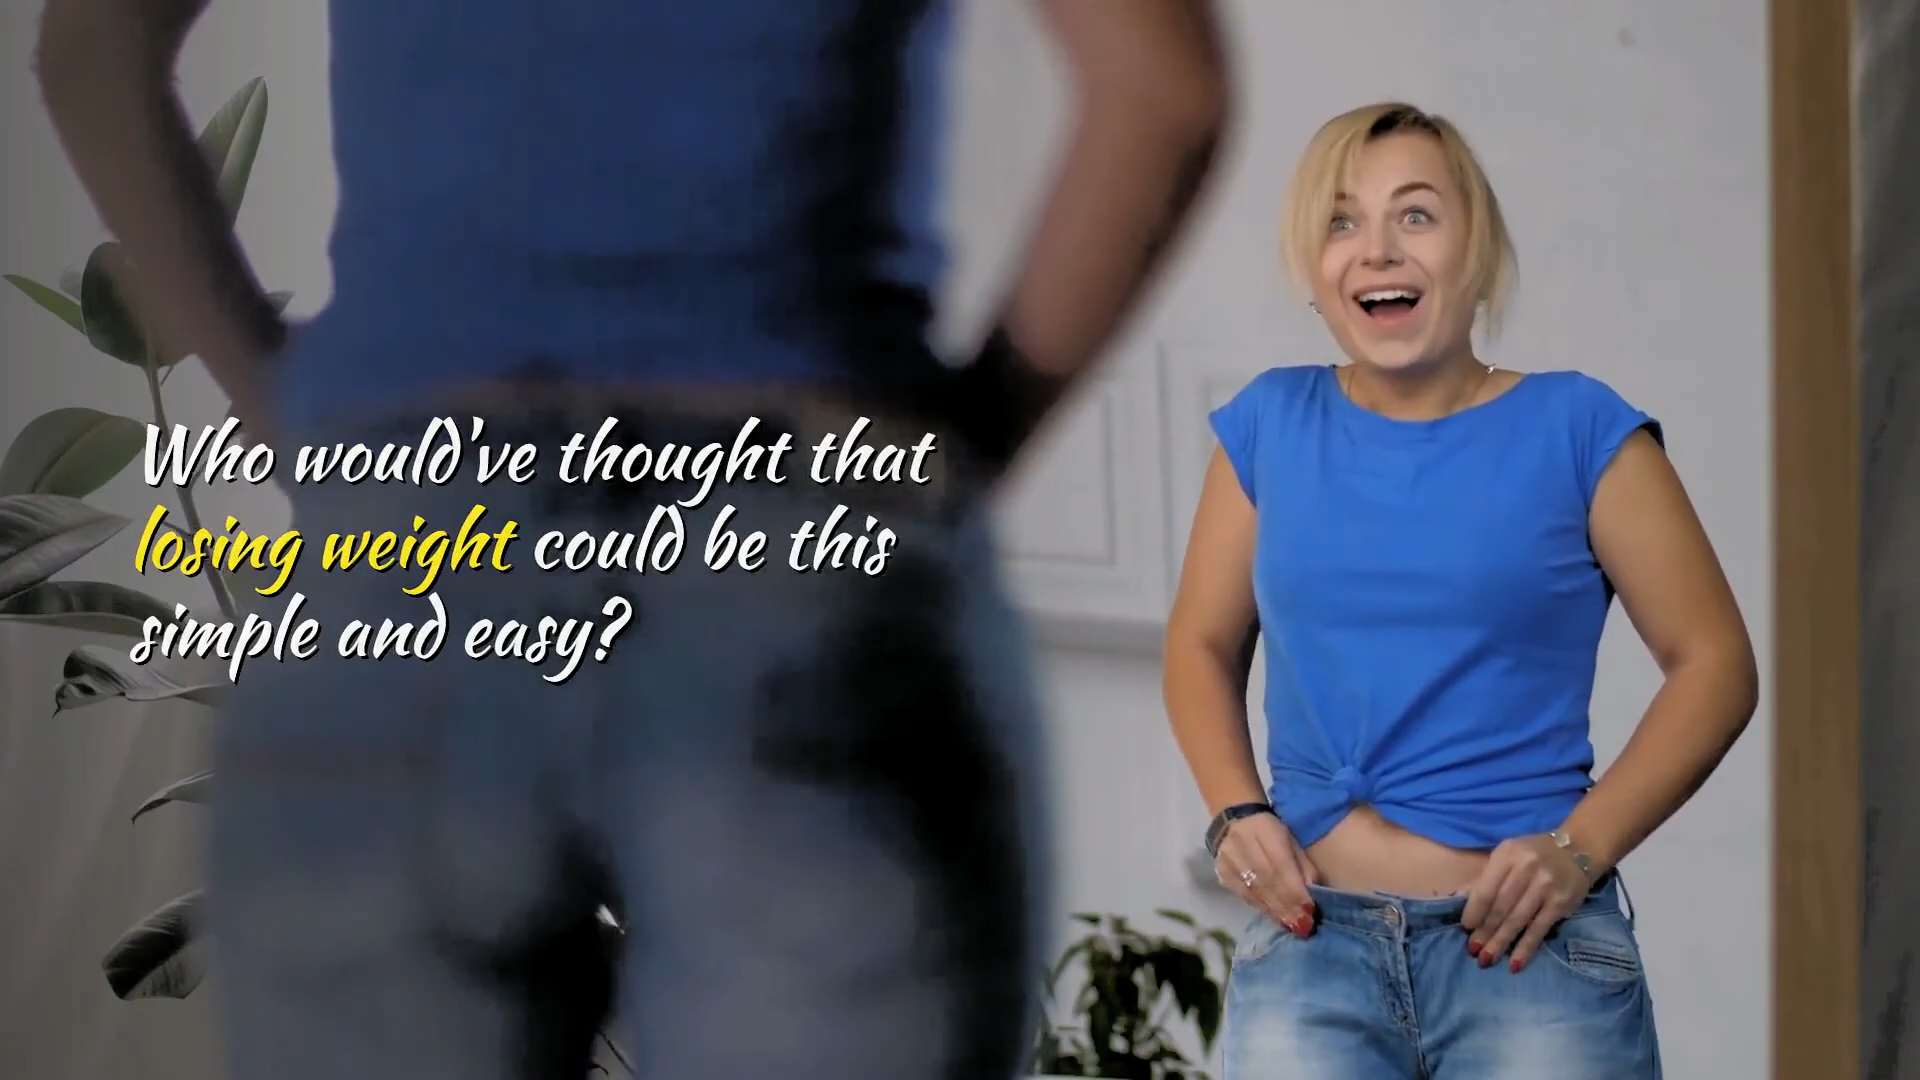 Who would've thought that
losing weight could be this
simple and easy?